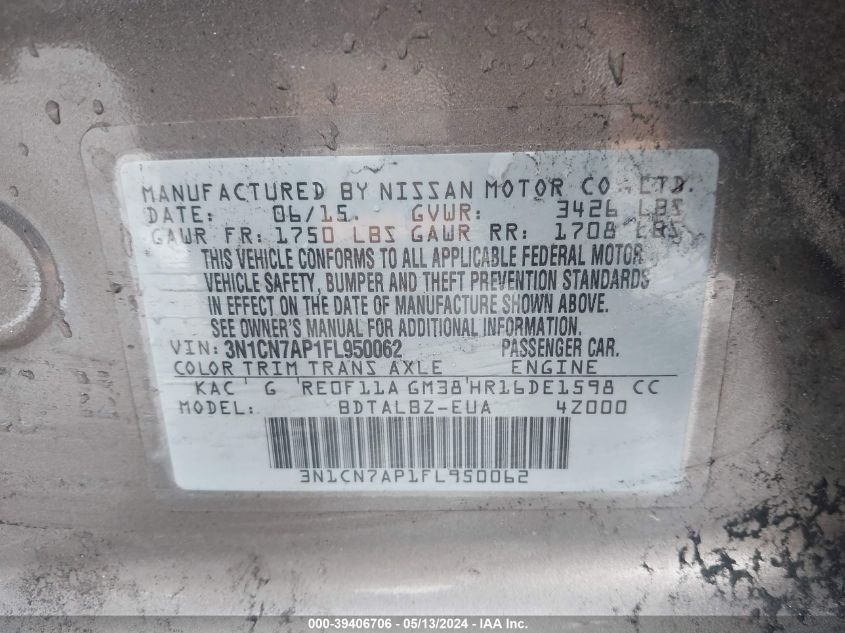 MANUFACTURED BY NISSAN MOTOR CO. LTD.
DATE: 06/15. GVWR: 3426 LBS
GAWR FR: 1750 LBS GAWR RR: 1708 LBS
THIS VEHICLE CONFORMS TO ALL APPLICABLE FEDERAL MOTOR
VEHICLE SAFETY, BUMPER AND THEFT PREVENTION STANDARDS
IN EFFECT ON THE DATE OF MANUFACTURE SHOWN ABOVE.
SEE OWNER'S MANUAL FOR ADDITIONAL INFORMATION.
VIN: 3N1CN7AP1FL950062 PASSENGER CAR.
COLOR TRIM TRANS AXLE ENGINE
KAC G RE0F11A GM38 HR16DE1598 CC
MODEL: BDTALBZ-EUA 4Z000
3N1CN7AP1FL950062
000-39406706 - 05/13/2024 - IAA Inc.